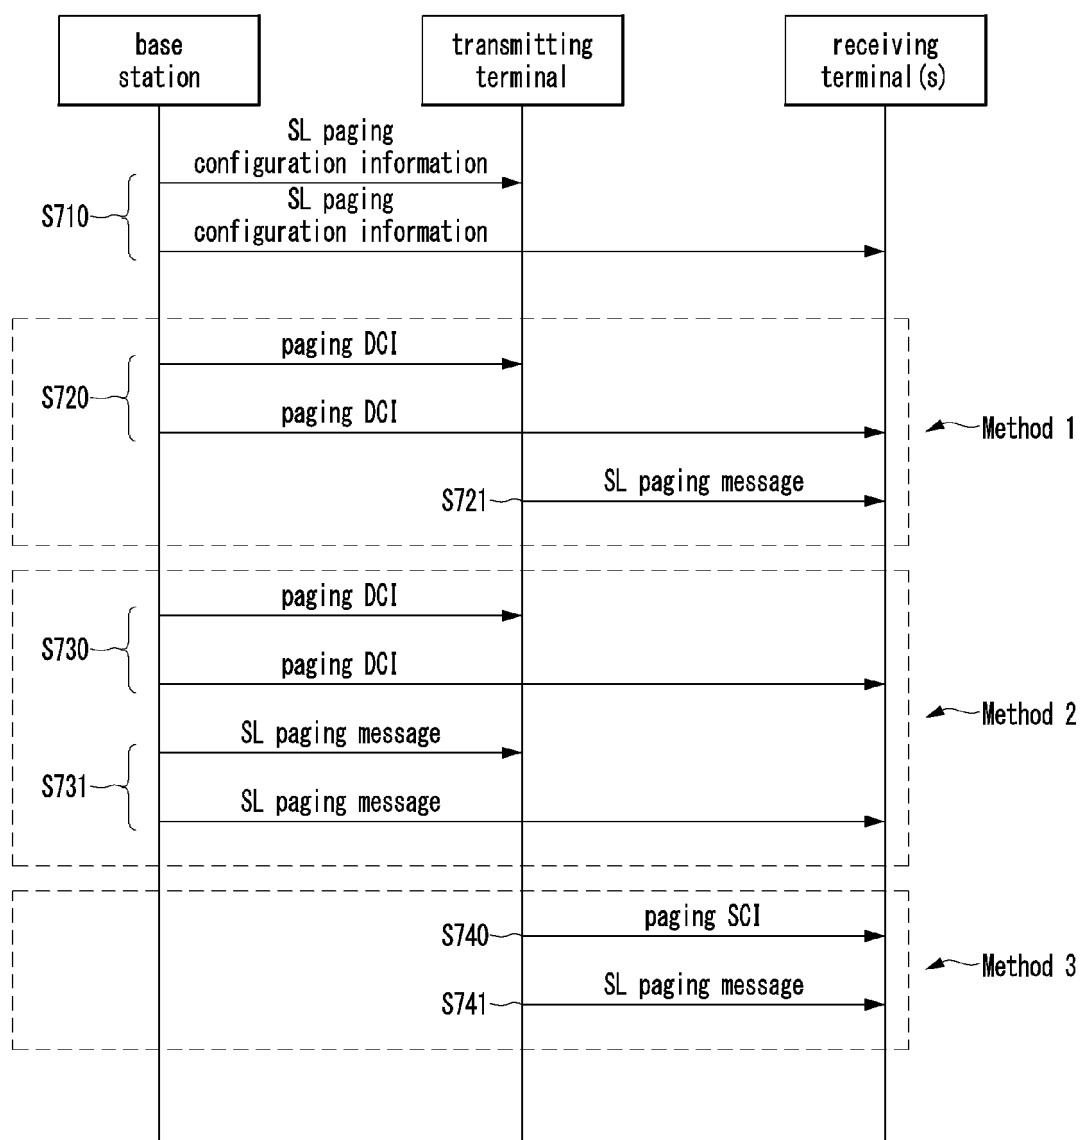 base
station
transmitting
terminal
receiving
terminal(s)
SL paging
configuration information
S710
SL paging
configuration information
paging DCI
S720
paging DCI
Method 1
S721
SL paging message
paging DCI
S730
paging DCI
Method 2
SL paging message
S731
SL paging message
paging SCI
S740
Method 3
SL paging message
S741